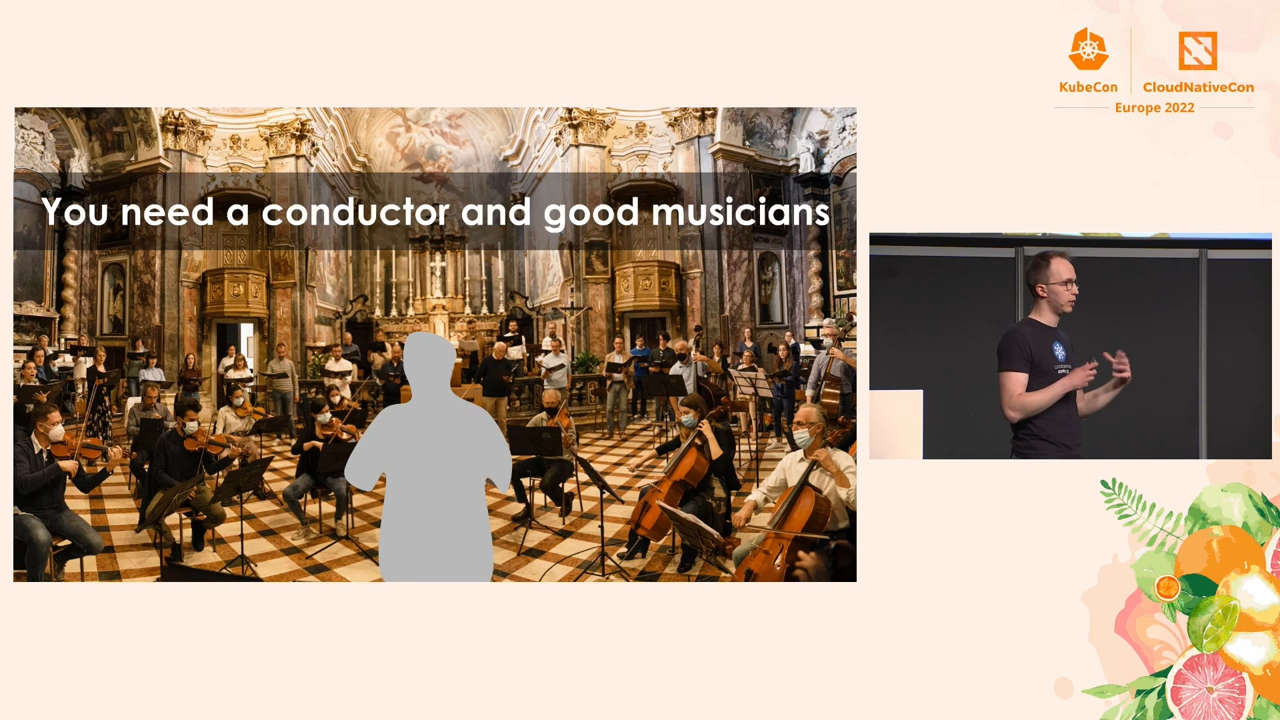 You need a conductor and good musicians
KubeCon
CloudNativeCon
Europe 2022